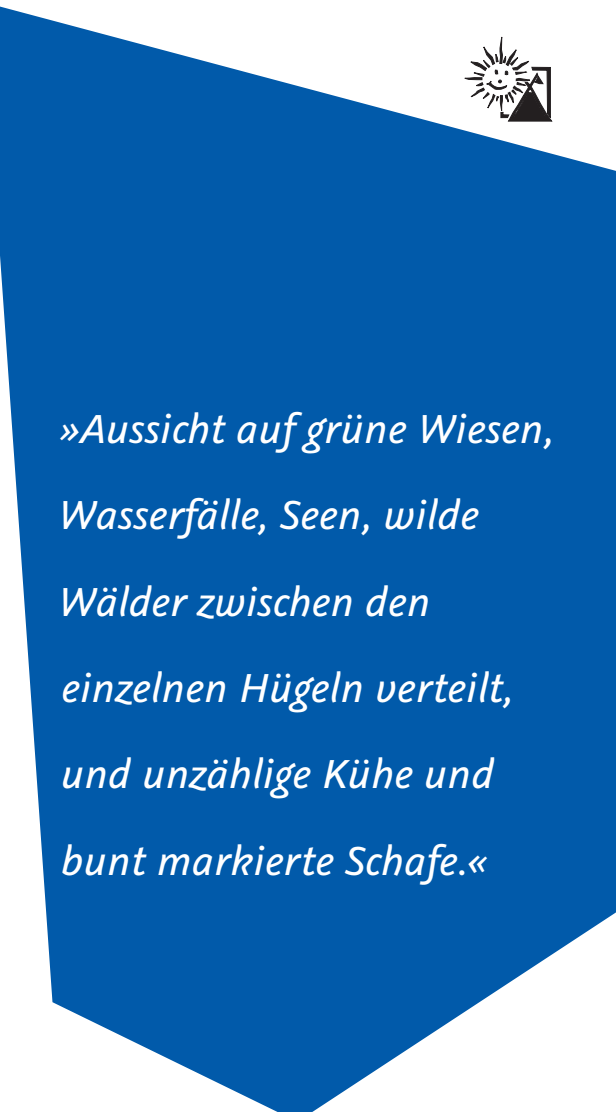 »Aussicht auf grüne Wiesen,
Wasserfälle, Seen, wilde
Wälder zwischen den
einzelnen Hügeln verteilt,
und unzählige Kühe und
bunt markierte Schafe.«